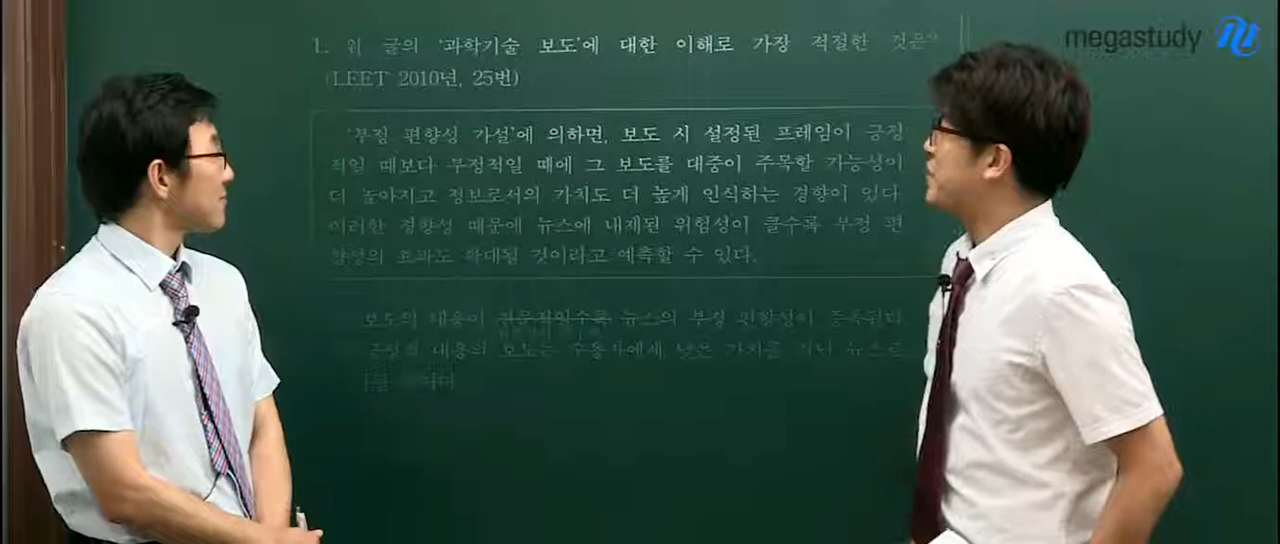 megastudy
1. 위 글의 '과학기술 보도'에 대한 이해로 가장 적절한 것은?
(LEET 2010년, 25번)
'부정 편향성 가설'에 의하면, 보도 시 설정된 프레임이 긍정
적일 때보다 부정적일 때에 그 보도를 대중이 주목할 가능성이
더 높아지고 정보로서의 가치도 더 높게 인식하는 경향이 있다
이러한 경향성 때문에 뉴스에 내재된 위험성이 클수록 부정 편
향성의 효과도 확대될 것이라고 예측할 수 있다.
보도의 내용이 뉴스의 부정 편향성이 증폭된다
긍정적 내용의 보도는 수용자에게 낮은 가치를 지닌 뉴스로